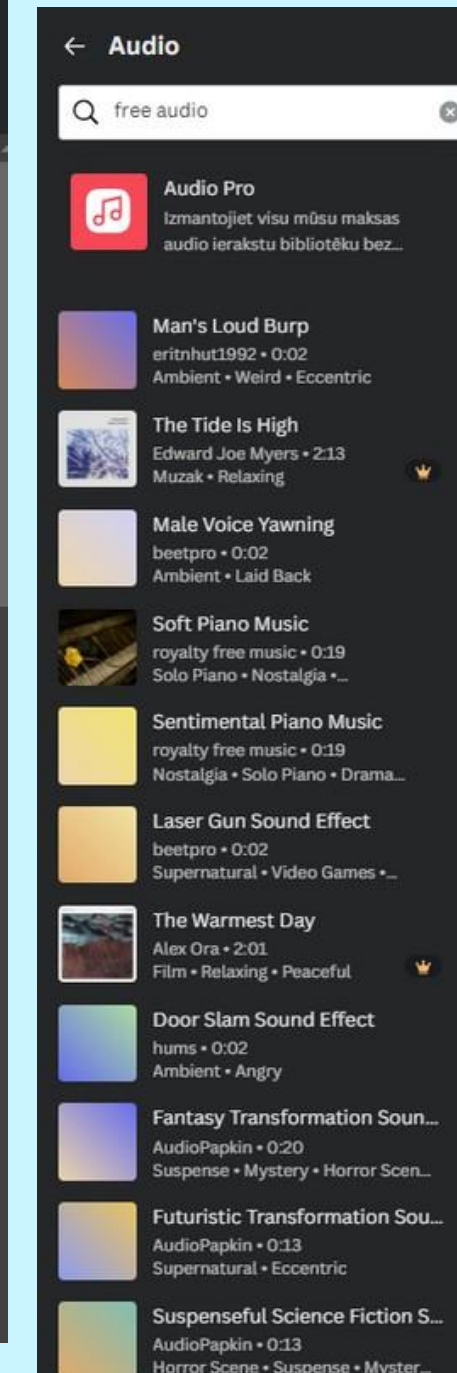 Audio
free audio
Audio Pro
Izmantojiet visu mūsu maksas
audio ierakstu bibliotēku bez...
Man's Loud Burp
eritnhut1992 • 0:02
Ambient • Weird • Eccentric
The Tide Is High
Edward Joe Myers • 2:13
Muzak • Relaxing
Male Voice Yawning
beetpro • 0:02
Ambient • Laid Back
Soft Piano Music
royalty free music • 0:19
Solo Piano • Nostalgia •...
Sentimental Piano Music
royalty free music • 0:19
Nostalgia • Solo Piano • Drama...
Laser Gun Sound Effect
beetpro • 0:02
Supernatural • Video Games •...
The Warmest Day
Alex Ora • 2:01
Film • Relaxing • Peaceful
Door Slam Sound Effect
hums • 0:02
Ambient • Angry
Fantasy Transformation Soun...
AudioPapkin • 0:20
Suspense • Mystery • Horror Scen...
Futuristic Transformation Sou...
AudioPapkin • 0:13
Supernatural • Eccentric
Suspenseful Science Fiction S...
AudioPapkin • 0:13
Horror Scene • Suspense • Myster...